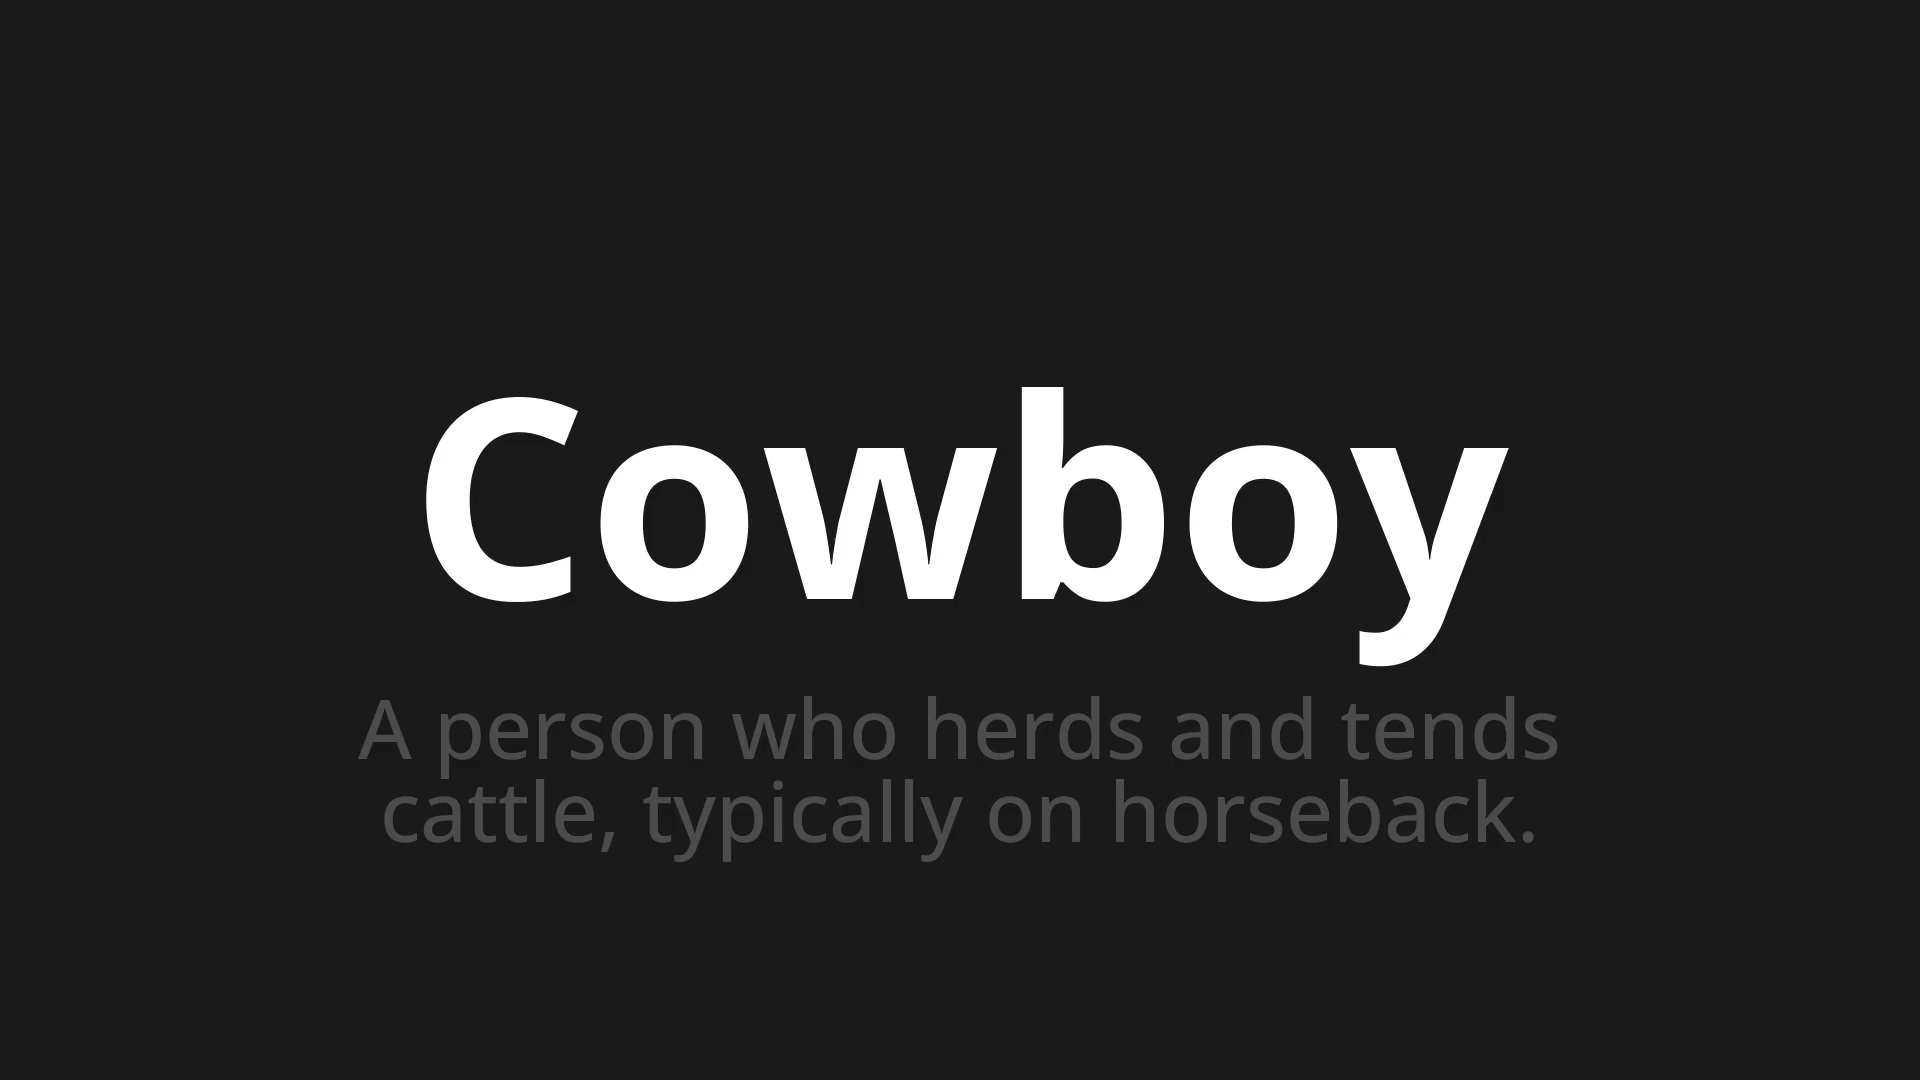 Cowboy
A person who herds and tends
cattle, typically on horseback.